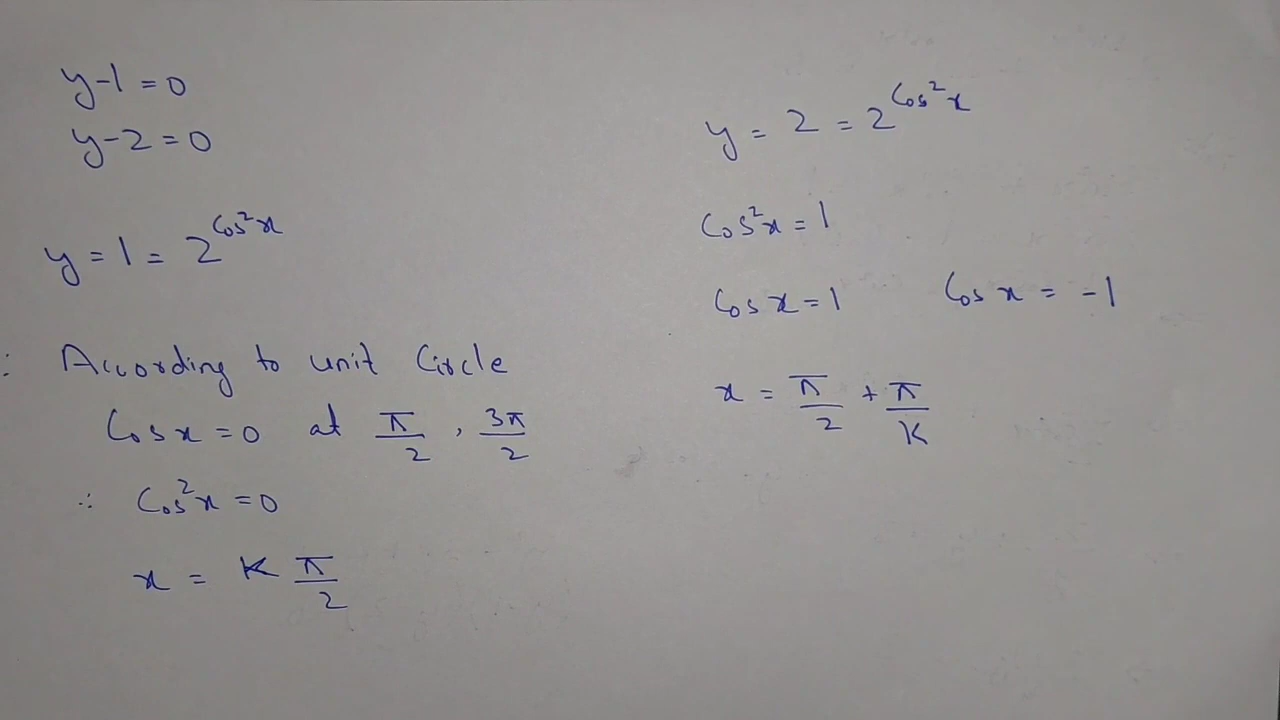 y-1=0
y-2=0
y = 1 = 2^{Cos²x}
: According to unit Circle
Cos x = 0 at π/2 , 3π/2
∴ Cos²x = 0
x = K π/2
y = 2 = 2^{Cos²x}
Cos²x = 1
Cos x = 1 Cos x = -1
x = π/2 + π/K